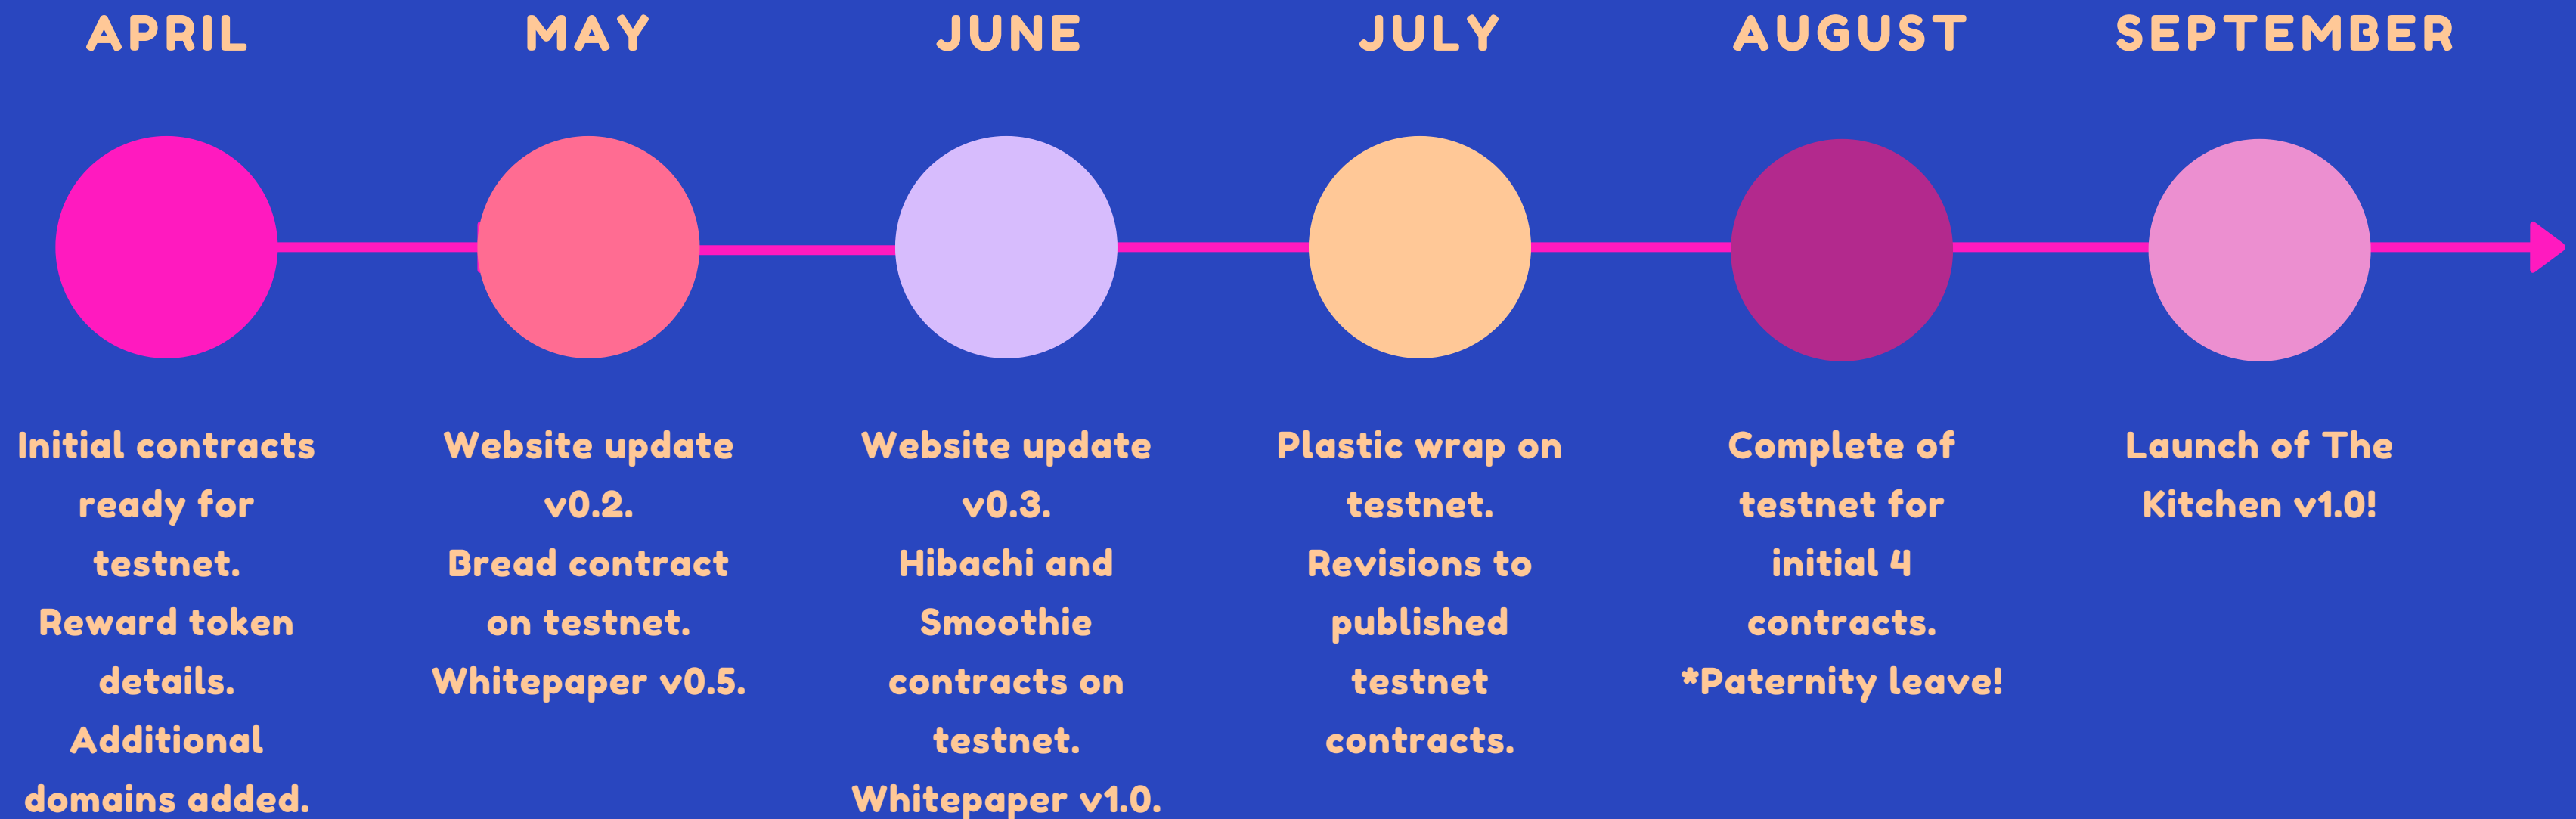 APRIL
MAY
JUNE
JULY
AUGUST
SEPTEMBER
Initial contracts
ready for
testnet.
Reward token
details.
Additional
domains added.
Website update
v0.2.
Bread contract
on testnet.
Whitepaper v0.5.
Website update
v0.3.
Hibachi and
Smoothie
contracts on
testnet.
Whitepaper v1.0.
Plastic wrap on
testnet.
Revisions to
published
testnet
contracts.
Complete of
testnet for
initial 4
contracts.
*Paternity leave!
Launch of The
Kitchen v1.0!